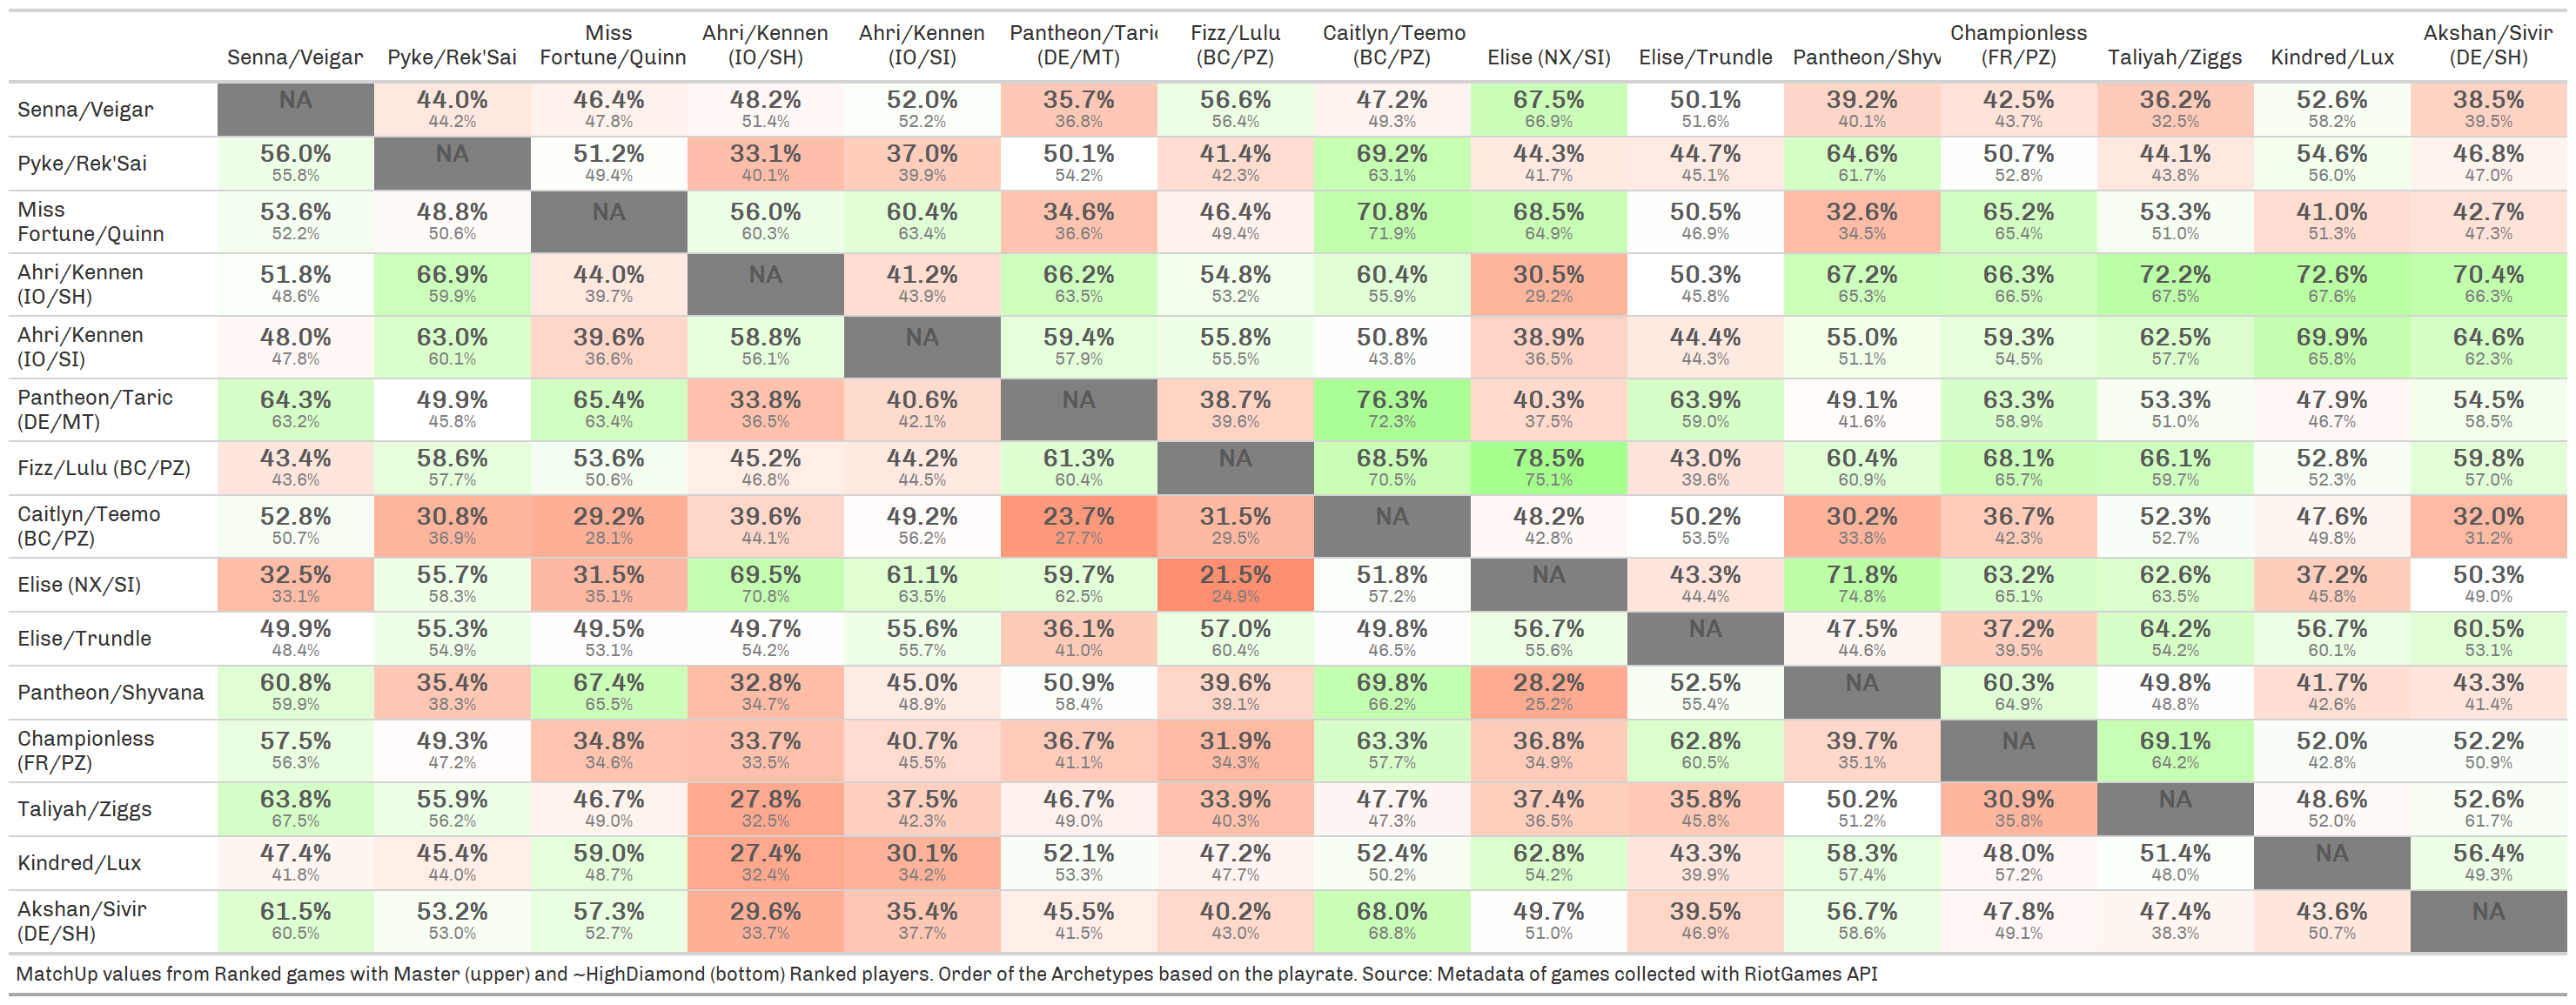 Miss Ahri/Kennen Ahri/Kennen Pantheon/Taric Fizz/Lulu Caitlyn/Teemo Championless Akshan/Sivir
Senna/Veigar Pyke/Rek'Sai Fortune/Quinn (IO/SH) (IO/SI) (DE/MT) (BC/PZ) (BC/PZ) Elise (NX/SI) Elise/Trundle Pantheon/Shyv (FR/PZ) Taliyah/Ziggs Kindred/Lux (DE/SH)
Senna/Veigar NA 44.0% 46.4% 48.2% 52.0% 35.7% 56.6% 47.2% 67.5% 50.1% 39.2% 42.5% 36.2% 52.6% 38.5%
44.2% 47.8% 51.4% 52.2% 36.8% 56.4% 49.3% 66.9% 51.6% 40.1% 43.7% 32.5% 58.2% 39.5%
Pyke/Rek'Sai 56.0% NA 51.2% 33.1% 37.0% 50.1% 41.4% 69.2% 44.3% 44.7% 64.6% 50.7% 44.1% 54.6% 46.8%
55.8% 49.4% 40.1% 39.9% 54.2% 42.3% 63.1% 41.7% 45.1% 61.7% 52.8% 43.8% 56.0% 47.0%
Miss 53.6% 48.8% NA 56.0% 60.4% 34.6% 46.4% 70.8% 68.5% 50.5% 32.6% 65.2% 53.3% 41.0% 42.7%
Fortune/Quinn 52.2% 50.6% 60.3% 63.4% 36.6% 49.4% 71.9% 64.9% 46.9% 34.5% 65.4% 51.0% 51.3% 47.3%
Ahri/Kennen 51.8% 66.9% 44.0% NA 41.2% 66.2% 54.8% 60.4% 30.5% 50.3% 67.2% 66.3% 72.2% 72.6% 70.4%
(IO/SH) 48.6% 59.9% 39.7% 43.9% 63.5% 53.2% 55.9% 29.2% 45.8% 65.3% 66.5% 67.5% 67.6% 66.3%
Ahri/Kennen 48.0% 63.0% 39.6% 58.8% NA 59.4% 55.8% 50.8% 38.9% 44.4% 55.0% 59.3% 62.5% 69.9% 64.6%
(IO/SI) 47.8% 60.1% 36.6% 56.1% 57.9% 55.5% 43.8% 36.5% 44.3% 51.1% 54.5% 57.7% 65.8% 62.3%
Pantheon/Taric 64.3% 49.9% 65.4% 33.8% 40.6% NA 38.7% 76.3% 40.3% 63.9% 49.1% 63.3% 53.3% 47.9% 54.5%
(DE/MT) 63.2% 45.8% 63.4% 36.5% 42.1% 39.6% 72.3% 37.5% 59.0% 41.6% 58.9% 51.0% 46.7% 58.5%
Fizz/Lulu (BC/PZ) 43.4% 58.6% 53.6% 45.2% 44.2% 61.3% NA 68.5% 78.5% 43.0% 60.4% 68.1% 66.1% 52.8% 59.8%
43.6% 57.7% 50.6% 46.8% 44.5% 60.4% 70.5% 75.1% 39.6% 60.9% 65.7% 59.7% 52.3% 57.0%
Caitlyn/Teemo 52.8% 30.8% 29.2% 39.6% 49.2% 23.7% 31.5% NA 48.2% 50.2% 30.2% 36.7% 52.3% 47.6% 32.0%
(BC/PZ) 50.7% 36.9% 28.1% 44.1% 56.2% 27.7% 29.5% 42.8% 53.5% 33.8% 42.3% 52.7% 49.8% 31.2%
Elise (NX/SI) 32.5% 55.7% 31.5% 69.5% 61.1% 59.7% 21.5% 51.8% NA 43.3% 71.8% 63.2% 62.6% 37.2% 50.3%
33.1% 58.3% 35.1% 70.8% 63.5% 62.5% 24.9% 57.2% 44.4% 74.8% 65.1% 63.5% 45.8% 49.0%
Elise/Trundle 49.9% 55.3% 49.5% 49.7% 55.6% 36.1% 57.0% 49.8% 56.7% NA 47.5% 37.2% 64.2% 56.7% 60.5%
48.4% 54.9% 53.1% 54.2% 55.7% 41.0% 60.4% 46.5% 55.6% 44.6% 39.5% 54.2% 60.1% 53.1%
Pantheon/Shyvana 60.8% 35.4% 67.4% 32.8% 45.0% 50.9% 39.6% 69.8% 28.2% 52.5% NA 60.3% 49.8% 41.7% 43.3%
59.9% 38.3% 65.5% 34.7% 48.9% 58.4% 39.1% 66.2% 25.2% 55.4% 64.9% 48.8% 42.6% 41.4%
Championless 57.5% 49.3% 34.8% 33.7% 40.7% 36.7% 31.9% 63.3% 36.8% 62.8% 39.7% NA 69.1% 52.0% 52.2%
(FR/PZ) 56.3% 47.2% 34.6% 33.5% 45.5% 41.1% 34.3% 57.7% 34.9% 60.5% 35.1% 64.2% 42.8% 50.9%
Taliyah/Ziggs 63.8% 55.9% 46.7% 27.8% 37.5% 46.7% 33.9% 47.7% 37.4% 35.8% 50.2% 30.9% NA 48.6% 52.6%
67.5% 56.2% 49.0% 32.5% 42.3% 49.0% 40.3% 47.3% 36.5% 45.8% 51.2% 35.8% 52.0% 61.7%
Kindred/Lux 47.4% 45.4% 59.0% 27.4% 30.1% 52.1% 47.2% 52.4% 62.8% 43.3% 58.3% 48.0% 51.4% NA 56.4%
41.8% 44.0% 48.7% 32.4% 34.2% 53.3% 47.7% 50.2% 54.2% 39.9% 57.4% 57.2% 48.0% 49.3%
Akshan/Sivir 61.5% 53.2% 57.3% 29.6% 35.4% 45.5% 40.2% 68.0% 49.7% 39.5% 56.7% 47.8% 47.4% 43.6% NA
(DE/SH) 60.5% 53.0% 52.7% 33.7% 37.7% 41.5% 43.0% 68.8% 51.0% 46.9% 58.6% 49.1% 38.3% 50.7%
MatchUp values from Ranked games with Master (upper) and ~HighDiamond (bottom) Ranked players. Order of the Archetypes based on the playrate. Source: Metadata of games collected with RiotGames API